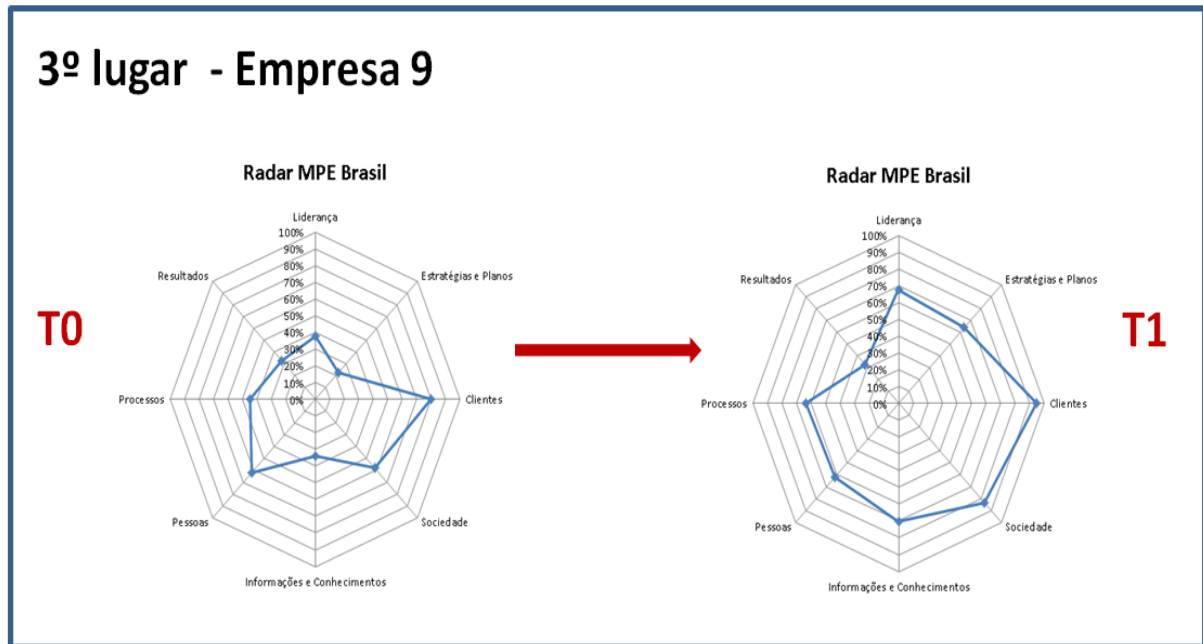 3º lugar - Empresa 9
Radar MPE Brasil
Liderança
100%
90%
80%
70%
60%
50%
40%
30%
20%
10%
0%
Estratégias e Planos
Clientes
Sociedade
Informações e Conhecimentos
Pessoas
Processos
Resultados
T0
Radar MPE Brasil
Liderança
100%
90%
80%
70%
60%
50%
40%
30%
20%
10%
0%
Estratégias e Planos
Clientes
Sociedade
Informações e Conhecimentos
Pessoas
Processos
Resultados
T1